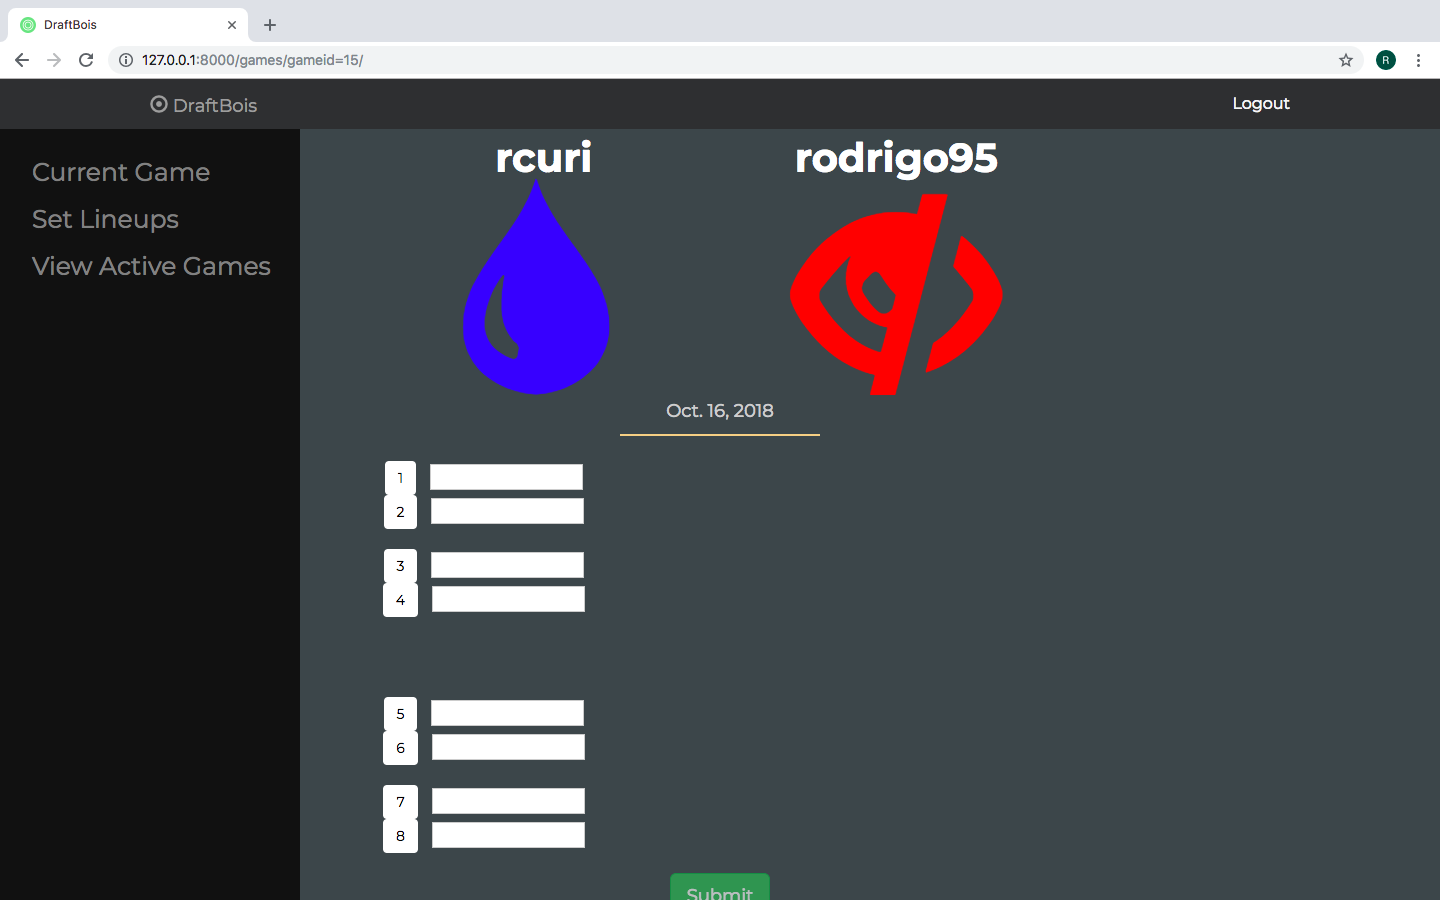 DraftBois
127.0.0.1:8000/games/gameid=15/
R
DraftBois
Logout
Current Game
Set Lineups
View Active Games
rcuri
rodrigo95
Oct. 16, 2018
1
2
3
4
5
6
7
8
Submit